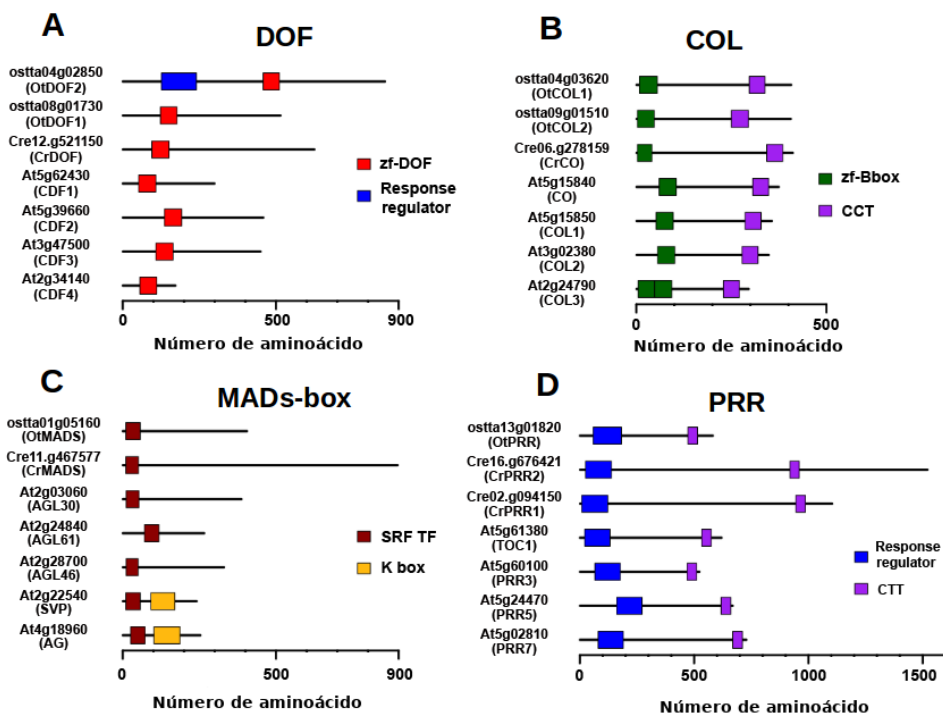 A
DOF
ostta04g02850
(OtDOF2)
ostta08g01730
(OtDOF1)
Cre12.g521150
(CrDOF)
At5g62430
(CDF1)
At5g39660
(CDF2)
At3g47500
(CDF3)
At2g34140
(CDF4)
zf-DOF
Response
regulator
0 500 900
Número de aminoácido
B
COL
ostta04g03620
(OtCOL1)
ostta09g01510
(OtCOL2)
Cre06.g278159
(CrCO)
At5g15840
(CO)
At5g15850
(COL1)
At3g02380
(COL2)
At2g24790
(COL3)
zf-Bbox
CCT
0 500
Número de aminoácido
C
MADs-box
ostta01g05160
(OtMADS)
Cre11.g467577
(CrMADS)
At2g03060
(AGL30)
At2g24840
(AGL61)
At2g28700
(AGL46)
At2g22540
(SVP)
At4g18960
(AG)
SRF TF
K box
0 900
Número de aminoácido
D
PRR
ostta13g01820
(OtPRR)
Cre16.g676421
(CrPRR2)
Cre02.g094150
(CrPRR1)
At5g61380
(TOC1)
At5g60100
(PRR3)
At5g24470
(PRR5)
At5g02810
(PRR7)
Response
regulator
CTT
0 500 1000 1500
Número de aminoácido